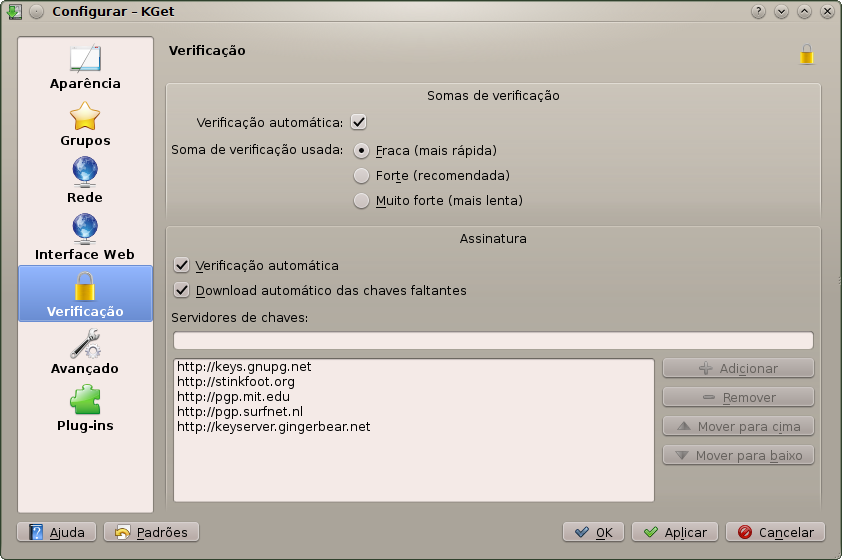 Configurar – KGet
Aparência
Grupos
Rede
Interface Web
Verificação
Avançado
Plug-ins
Verificação
Somas de verificação
Verificação automática:
Soma de verificação usada:
Fraca (mais rápida)
Forte (recomendada)
Muito forte (mais lenta)
Assinatura
Verificação automática
Download automático das chaves faltantes
Servidores de chaves:
http://keys.gnupg.net
http://stinkfoot.org
http://pgp.mit.edu
http://pgp.surfnet.nl
http://keyserver.gingerbear.net
Adicionar
Remover
Mover para cima
Mover para baixo
Ajuda
Padrões
OK
Aplicar
Cancelar